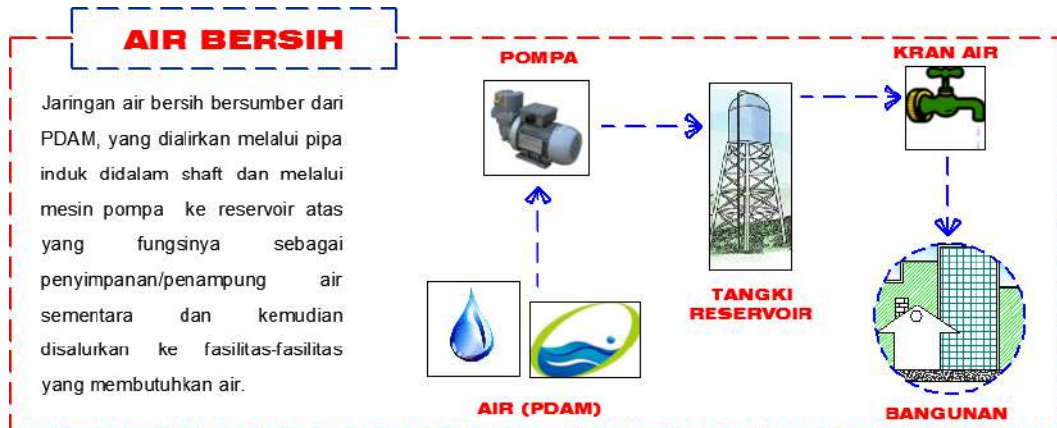 AIR BERSIH
Jaringan air bersih bersumber dari
PDAM, yang dialirkan melalui pipa
induk didalam shaft dan melalui
mesin pompa ke reservoir atas
yang fungsinya sebagai
penyimpanan/penampung air
sementara dan kemudian
disalurkan ke fasilitas-fasilitas
yang membutuhkan air.
POMPA
KRAN AIR
TANGKI
RESERVOIR
AIR (PDAM)
BANGUNAN